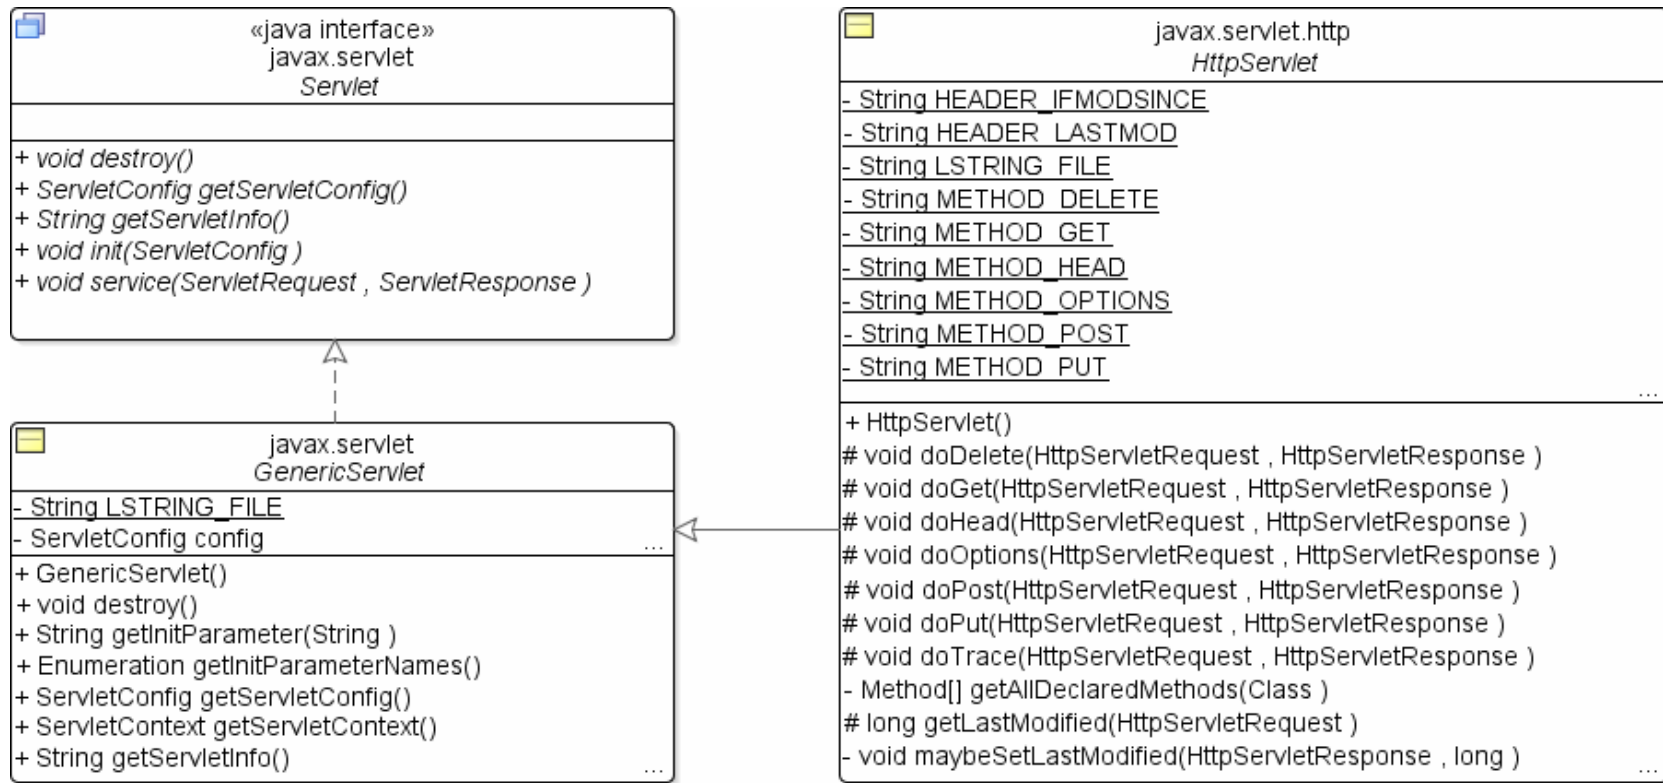 «java interface»
javax.servlet
Servlet
+ void destroy()
+ ServletConfig getServletConfig()
+ String getServletInfo()
+ void init(ServletConfig )
+ void service(ServletRequest , ServletResponse )
javax.servlet
GenericServlet
- String LSTRING_FILE
- ServletConfig config
...
+ GenericServlet()
+ void destroy()
+ String getInitParameter(String )
+ Enumeration getInitParameterNames()
+ ServletConfig getServletConfig()
+ ServletContext getServletContext()
+ String getServletInfo()
...
javax.servlet.http
HttpServlet
- String HEADER_IFMODSINCE
- String HEADER_LASTMOD
- String LSTRING_FILE
- String METHOD_DELETE
- String METHOD_GET
- String METHOD_HEAD
- String METHOD_OPTIONS
- String METHOD_POST
- String METHOD_PUT
...
+ HttpServlet()
# void doDelete(HttpServletRequest , HttpServletResponse )
# void doGet(HttpServletRequest , HttpServletResponse )
# void doHead(HttpServletRequest , HttpServletResponse )
# void doOptions(HttpServletRequest , HttpServletResponse )
# void doPost(HttpServletRequest , HttpServletResponse )
# void doPut(HttpServletRequest , HttpServletResponse )
# void doTrace(HttpServletRequest , HttpServletResponse )
- Method[] getAllDeclaredMethods(Class )
# long getLastModified(HttpServletRequest )
- void maybeSetLastModified(HttpServletResponse , long )
...